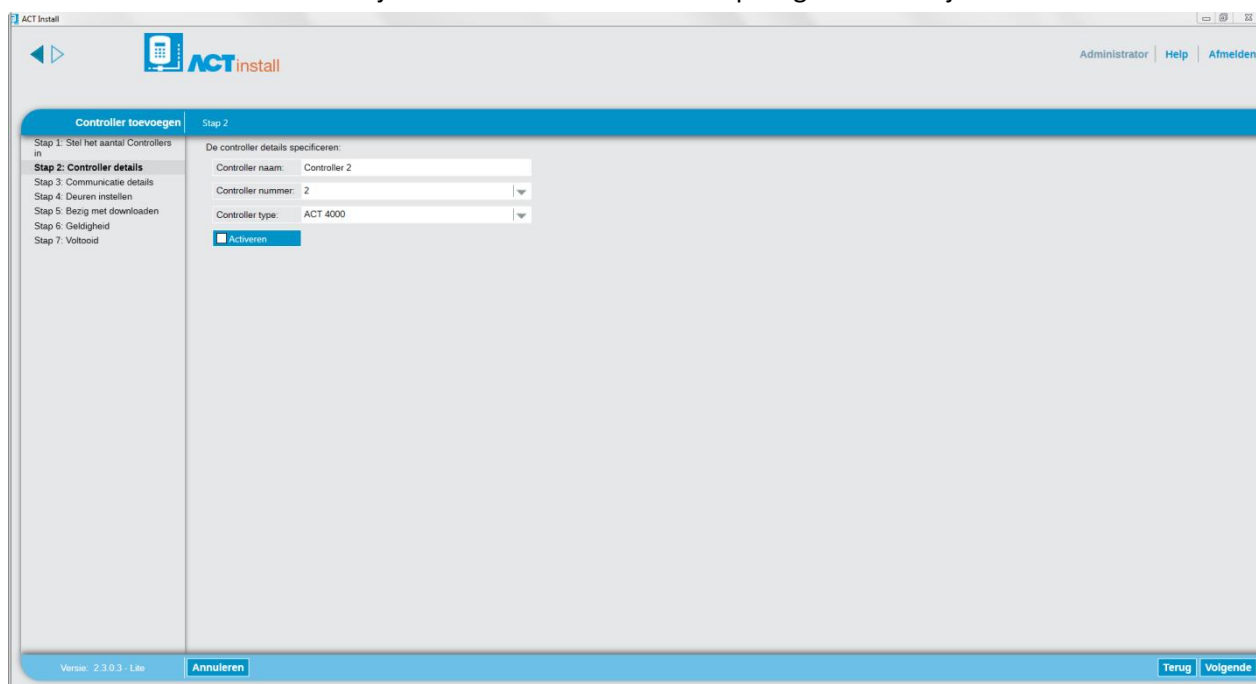 ACT Install
ACTinstall
Administrator Help Afmelden
Controller toevoegen
Stap 2
Stap 1: Stel het aantal Controllers
in
Stap 2: Controller details
Stap 3: Communicatie details
Stap 4: Deuren instellen
Stap 5: Bezig met downloaden
Stap 6: Geldigheid
Stap 7: Voltooid
De controller details specificeren:
Controller naam: Controller 2
Controller nummer: 2
Controller type: ACT 4000
Activeren
Versie: 2.3.0.3 - Lite
Annuleren
Terug Volgende